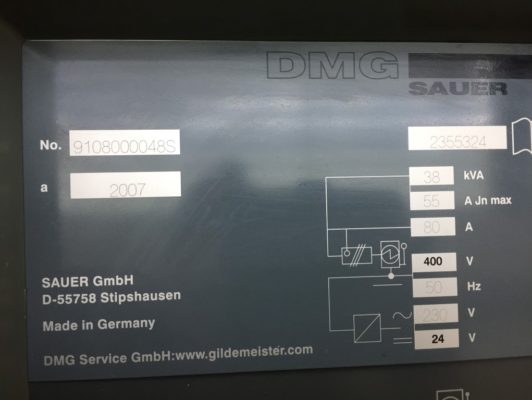 DMG
SAUER
No. 9108000048S
2355324
a 2007
38 kVA
55 A Jn max
80 A
400 V
50 Hz
230 V
24 V
SAUER GmbH
D-55758 Stipshausen
Made in Germany
DMG Service GmbH:www.gildemeister.com